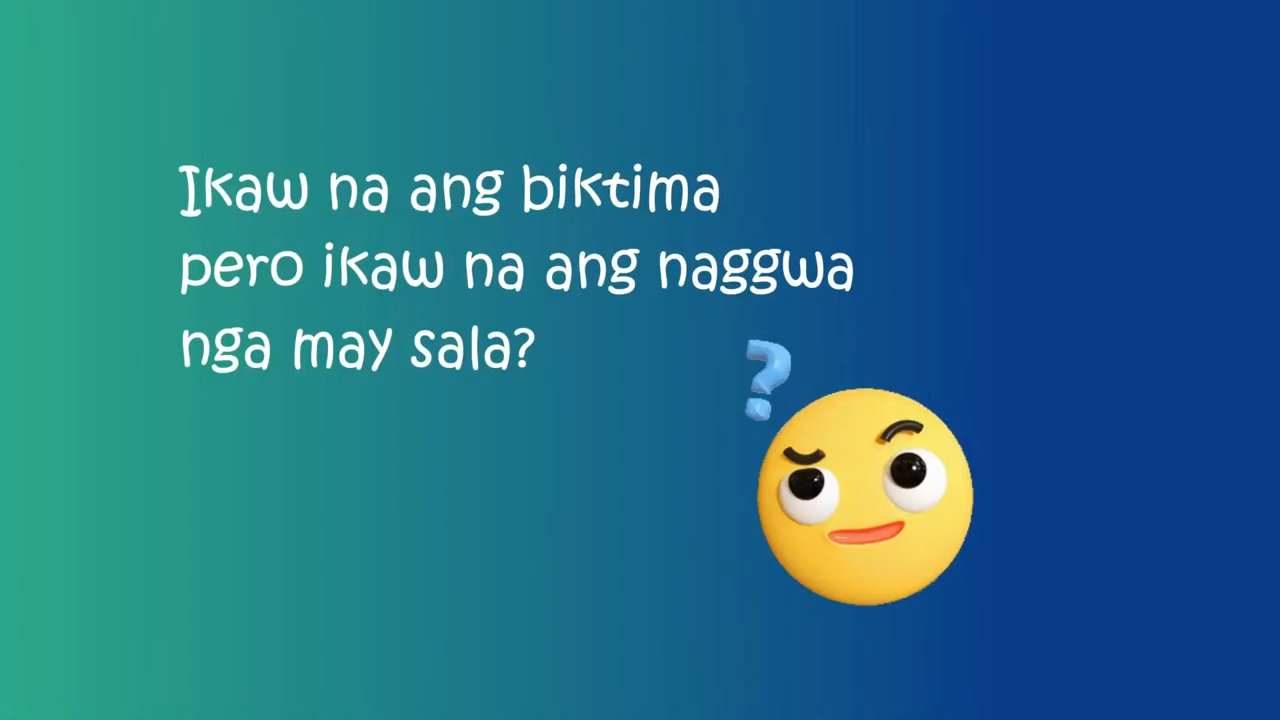 Ikaw na ang biktima
pero ikaw na ang naggwa
nga may sala?